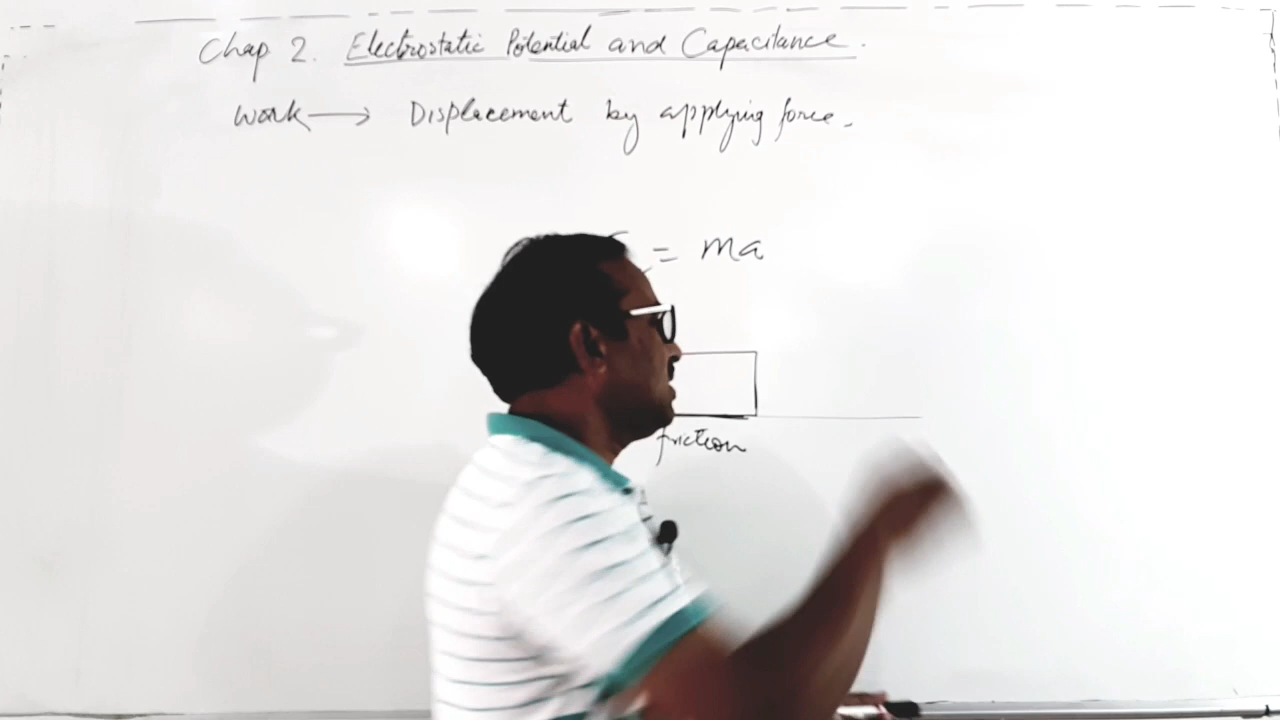 Chap 2. Electrostatic Potential and Capacitance.
Work → Displacement by applying force.
= ma
friction